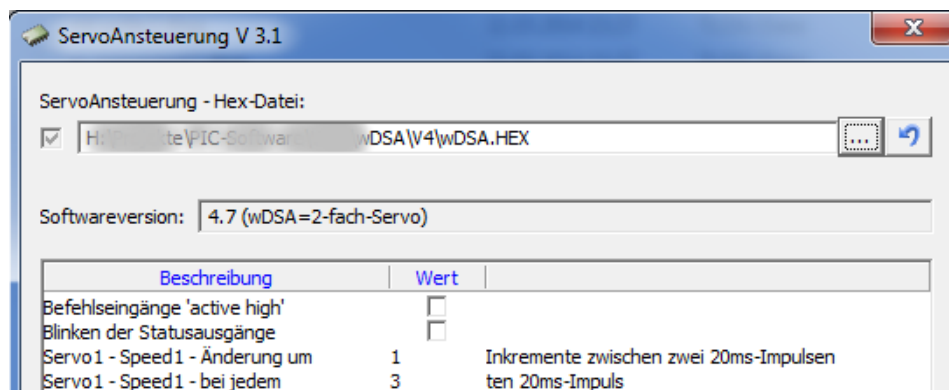 ServoAnsteuerung V 3.1
ServoAnsteuerung - Hex-Datei:
wDSA\V4\wDSA.HEX ...
Softwareversion: 4.7 (wDSA=2-fach-Servo)
Beschreibung Wert
Befehlseingänge 'active high'
Blinken der Statusausgänge
Servo1 - Speed1 - Änderung um 1 Inkremente zwischen zwei 20ms-Impulsen
Servo1 - Speed1 - bei jedem 3 ten 20ms-Impuls